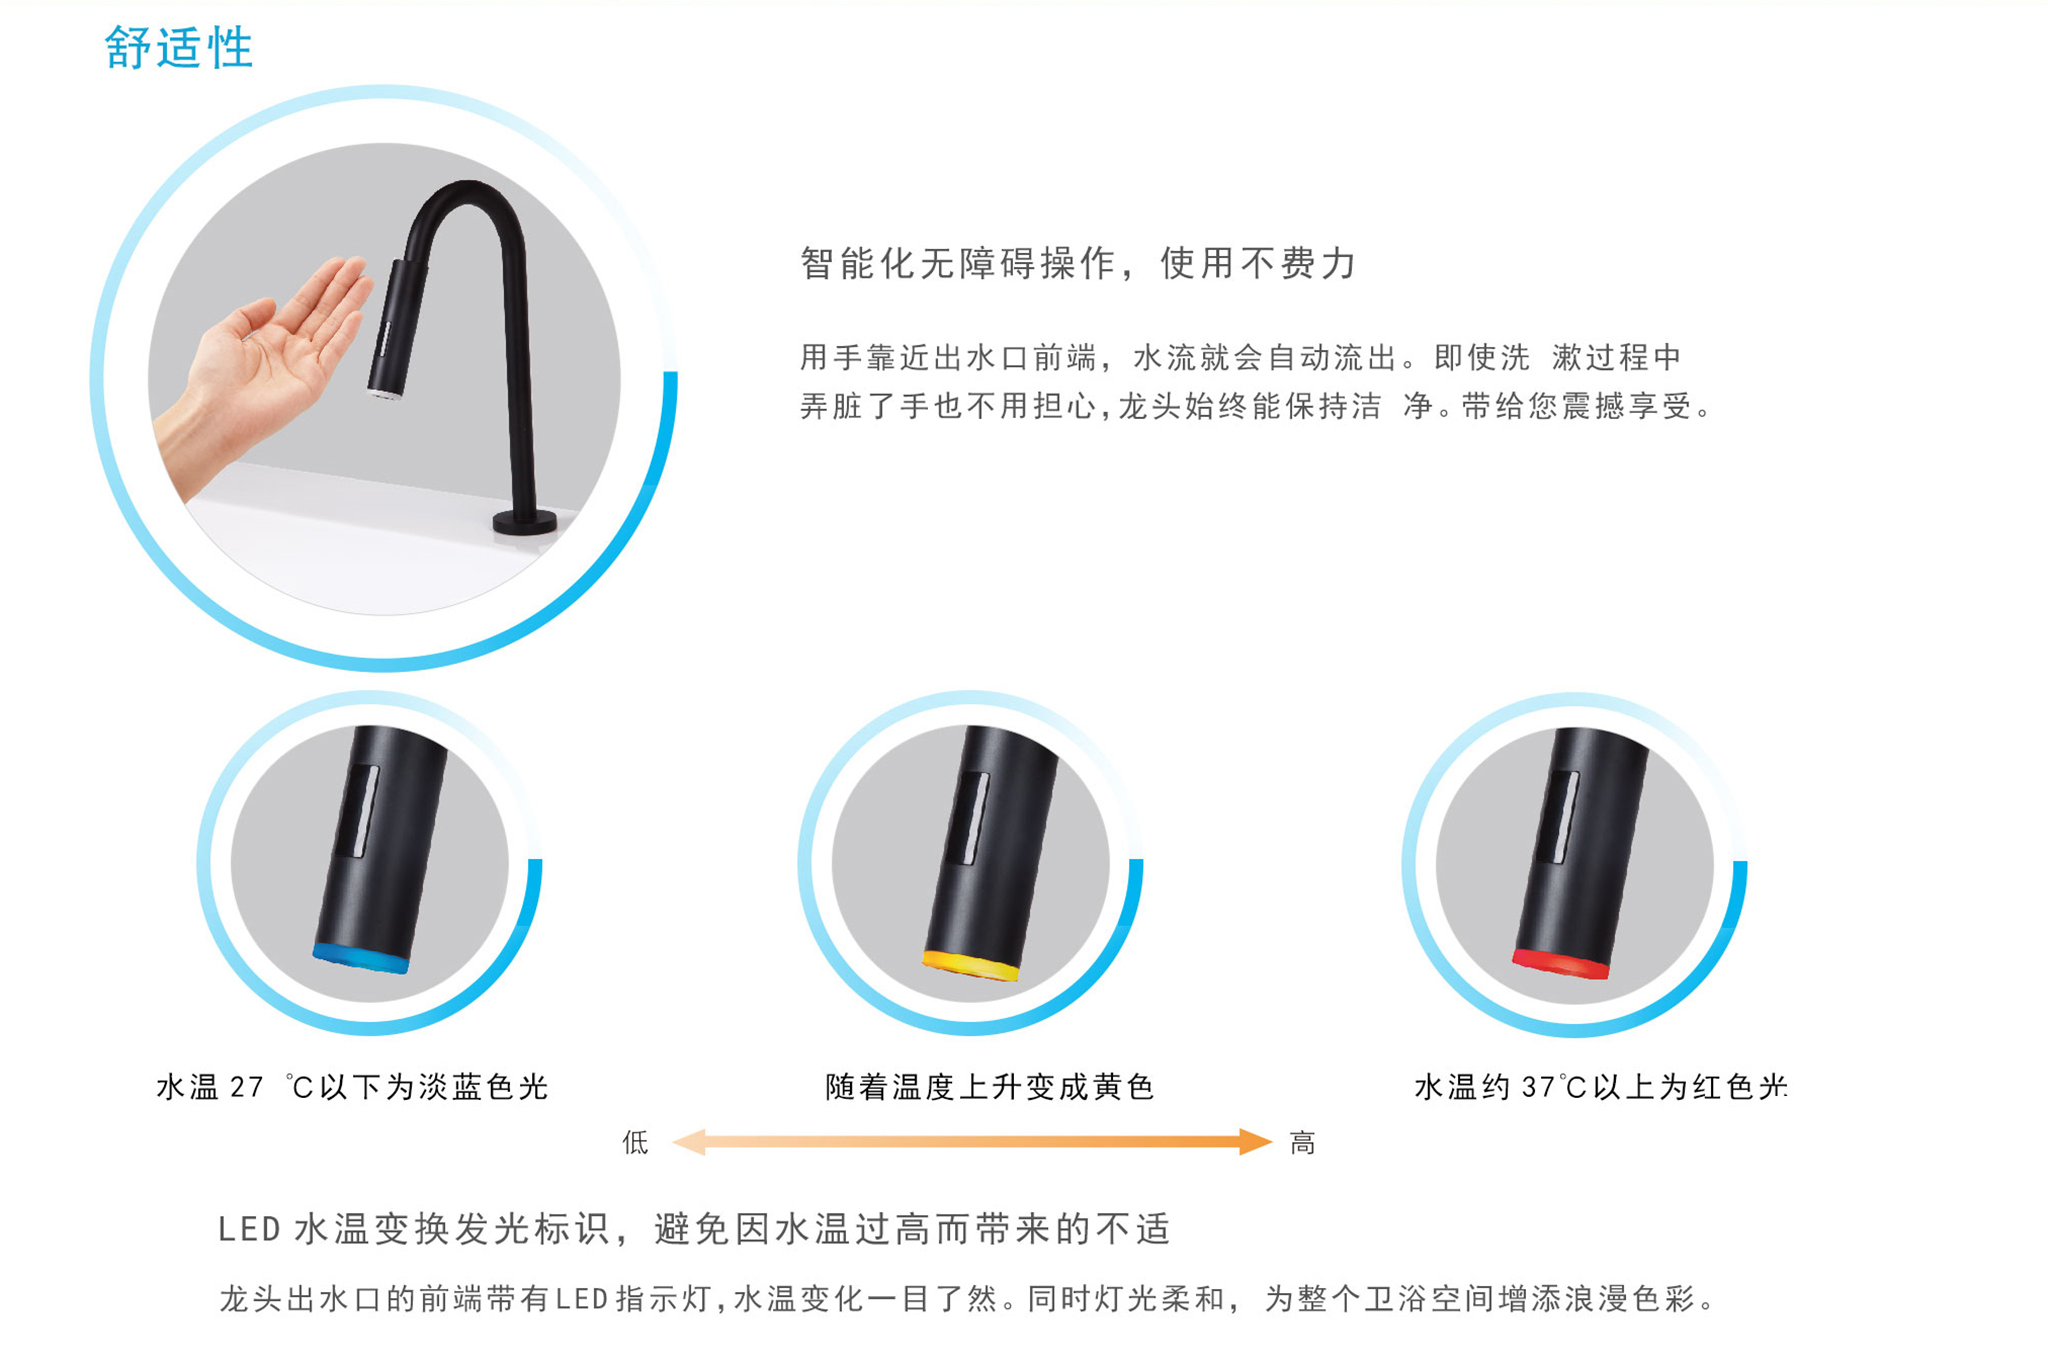 舒适性
智能化无障碍操作，使用不费力
用手靠近出水口前端，水流就会自动流出。即使洗 漱过程中
弄脏了手也不用担心，龙头始终能保持洁 净。带给您震撼享受。
水温 27 ℃以下为淡蓝色光
随着温度上升变成黄色
水温约 37℃以上为红色光
低
高
LED 水温变换发光标识，避免因水温过高而带来的不适
龙头出水口的前端带有LED指示灯，水温变化一目了然。同时灯光柔和，为整个卫浴空间增添浪漫色彩。